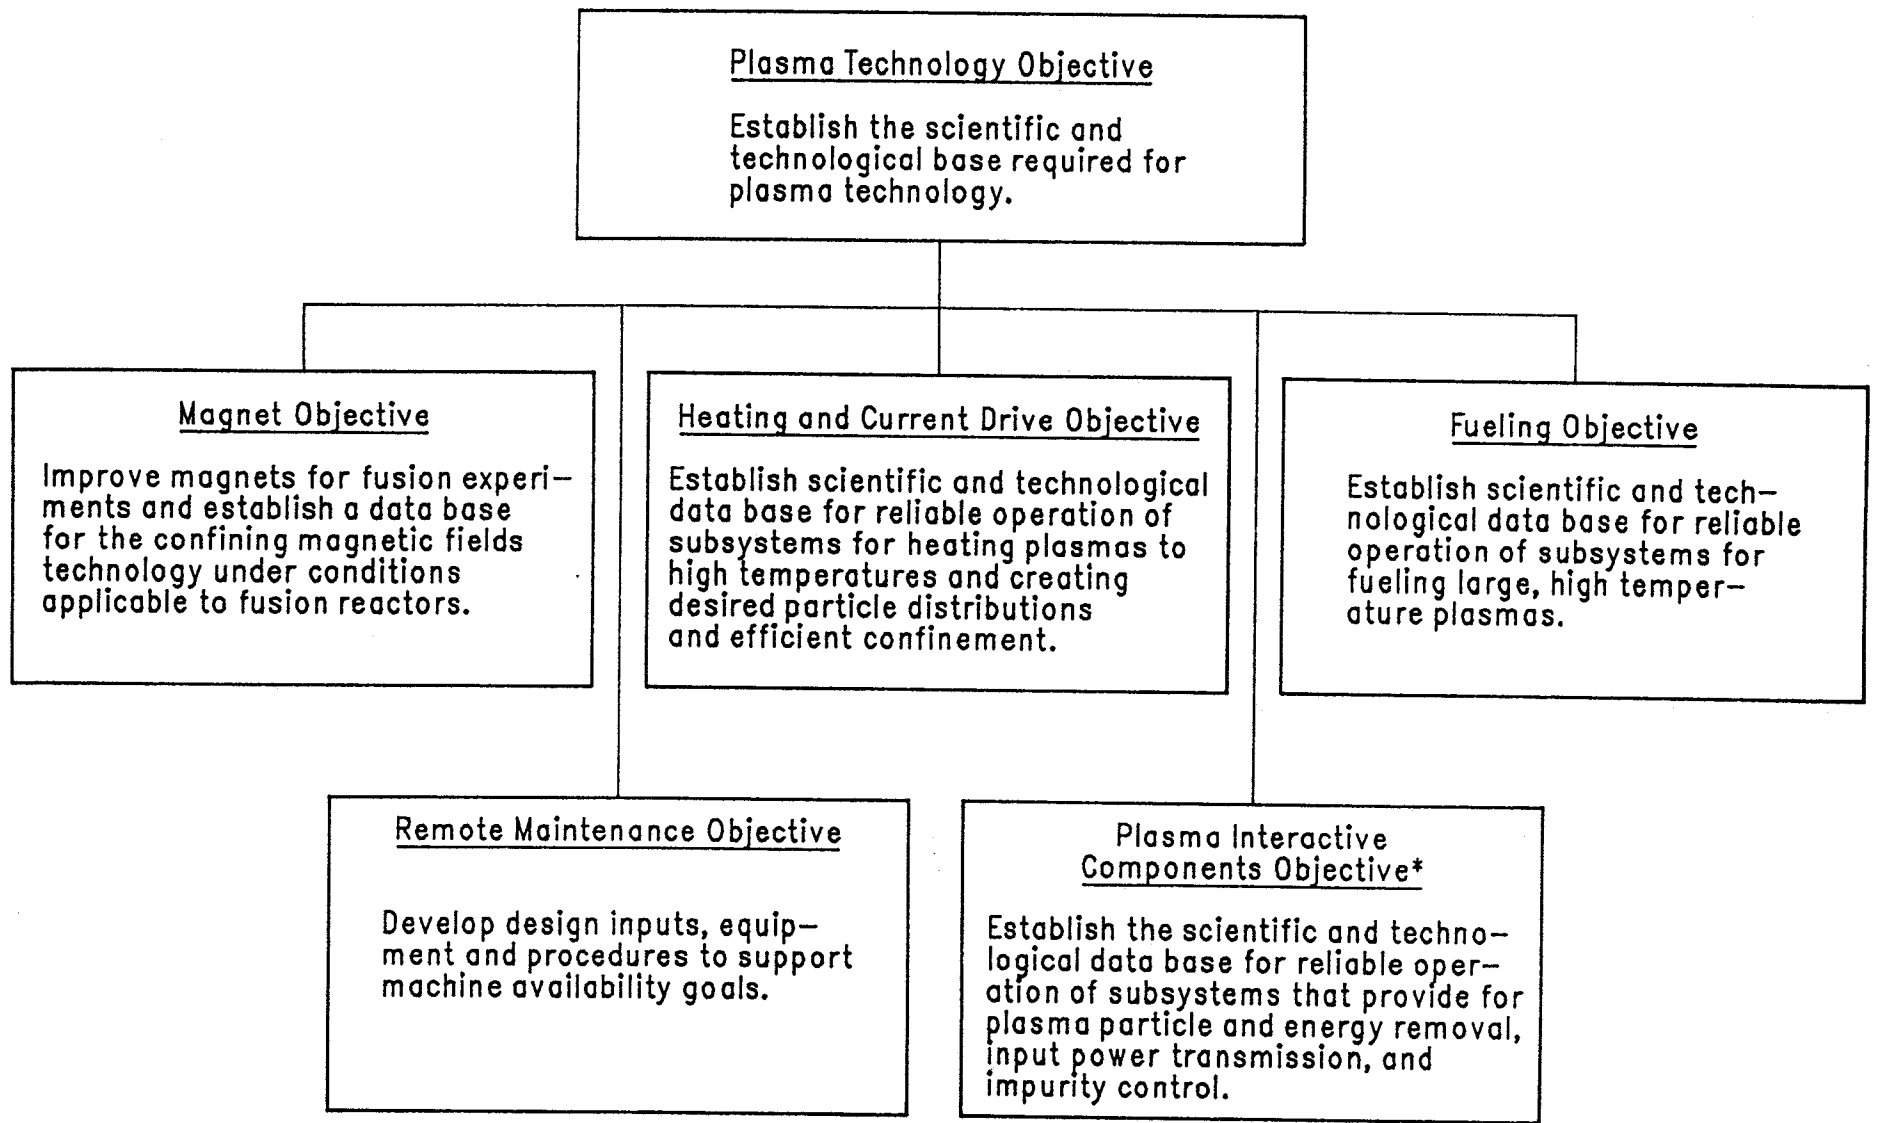 Plasma Technology Objective
Establish the scientific and
technological base required for
plasma technology.
Magnet Objective
Improve magnets for fusion experi–
ments and establish a data base
for the confining magnetic fields
technology under conditions
applicable to fusion reactors.
Heating and Current Drive Objective
Establish scientific and technological
data base for reliable operation of
subsystems for heating plasmas to
high temperatures and creating
desired particle distributions
and efficient confinement.
Fueling Objective
Establish scientific and tech–
nological data base for reliable
operation of subsystems for
fueling large, high temper–
ature plasmas.
Remote Maintenance Objective
Develop design inputs, equip–
ment and procedures to support
machine availability goals.
Plasma Interactive
Components Objective*
Establish the scientific and techno–
logical data base for reliable oper–
ation of subsystems that provide for
plasma particle and energy removal,
input power transmission, and
impurity control.